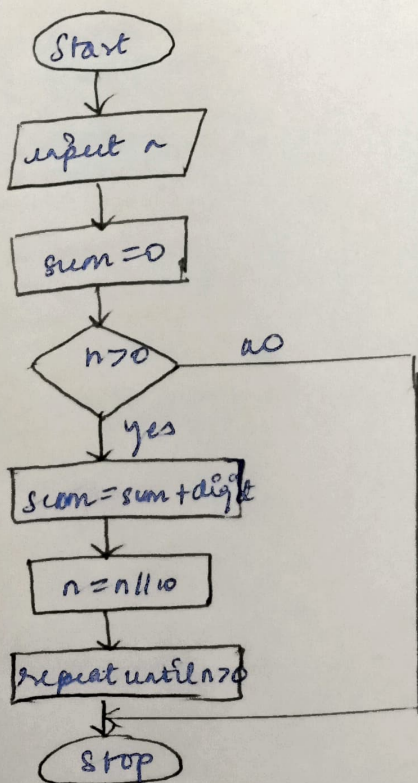 Start
input n
sum=0
n>0
no
yes
sum=sum+digit
n=n//10
repeat until n>0
Stop